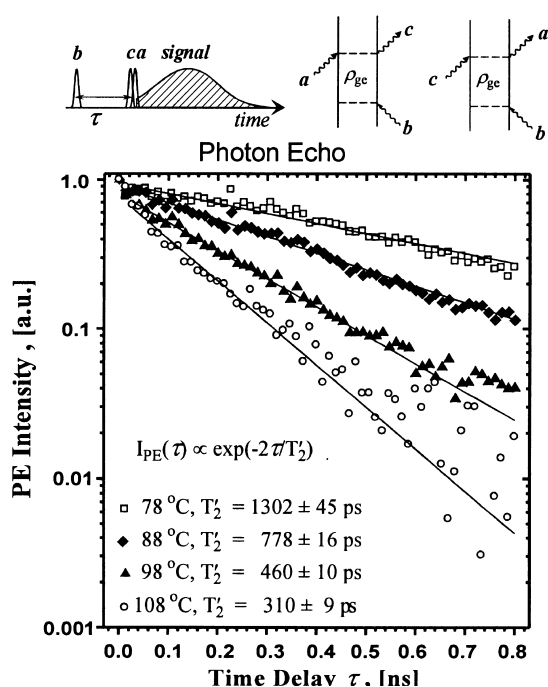 b ca signal
τ time
a ρge c b
c ρge a b
Photon Echo
PE Intensity , [a.u.]
1.0
0.1
0.01
0.001
I_PE(τ) ∝ exp(-2τ/T′2) .
□ 78 °C, T′2 = 1302 ± 45 ps
◆ 88 °C, T′2 = 778 ± 16 ps
▲ 98 °C, T′2 = 460 ± 10 ps
○ 108 °C, T′2 = 310 ± 9 ps
0.0 0.1 0.2 0.3 0.4 0.5 0.6 0.7 0.8
Time Delay τ , [ns]